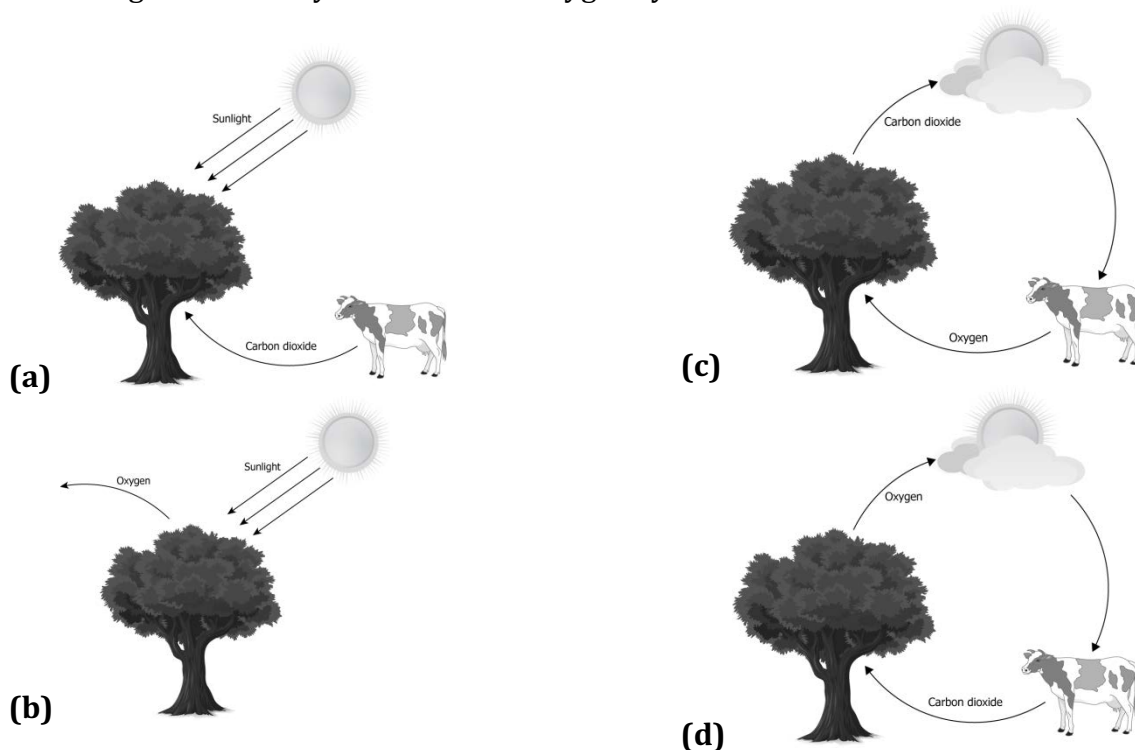 Sunlight
Carbon dioxide
(a)
Oxygen
Sunlight
(b)
Carbon dioxide
Oxygen
(c)
Oxygen
Carbon dioxide
(d)